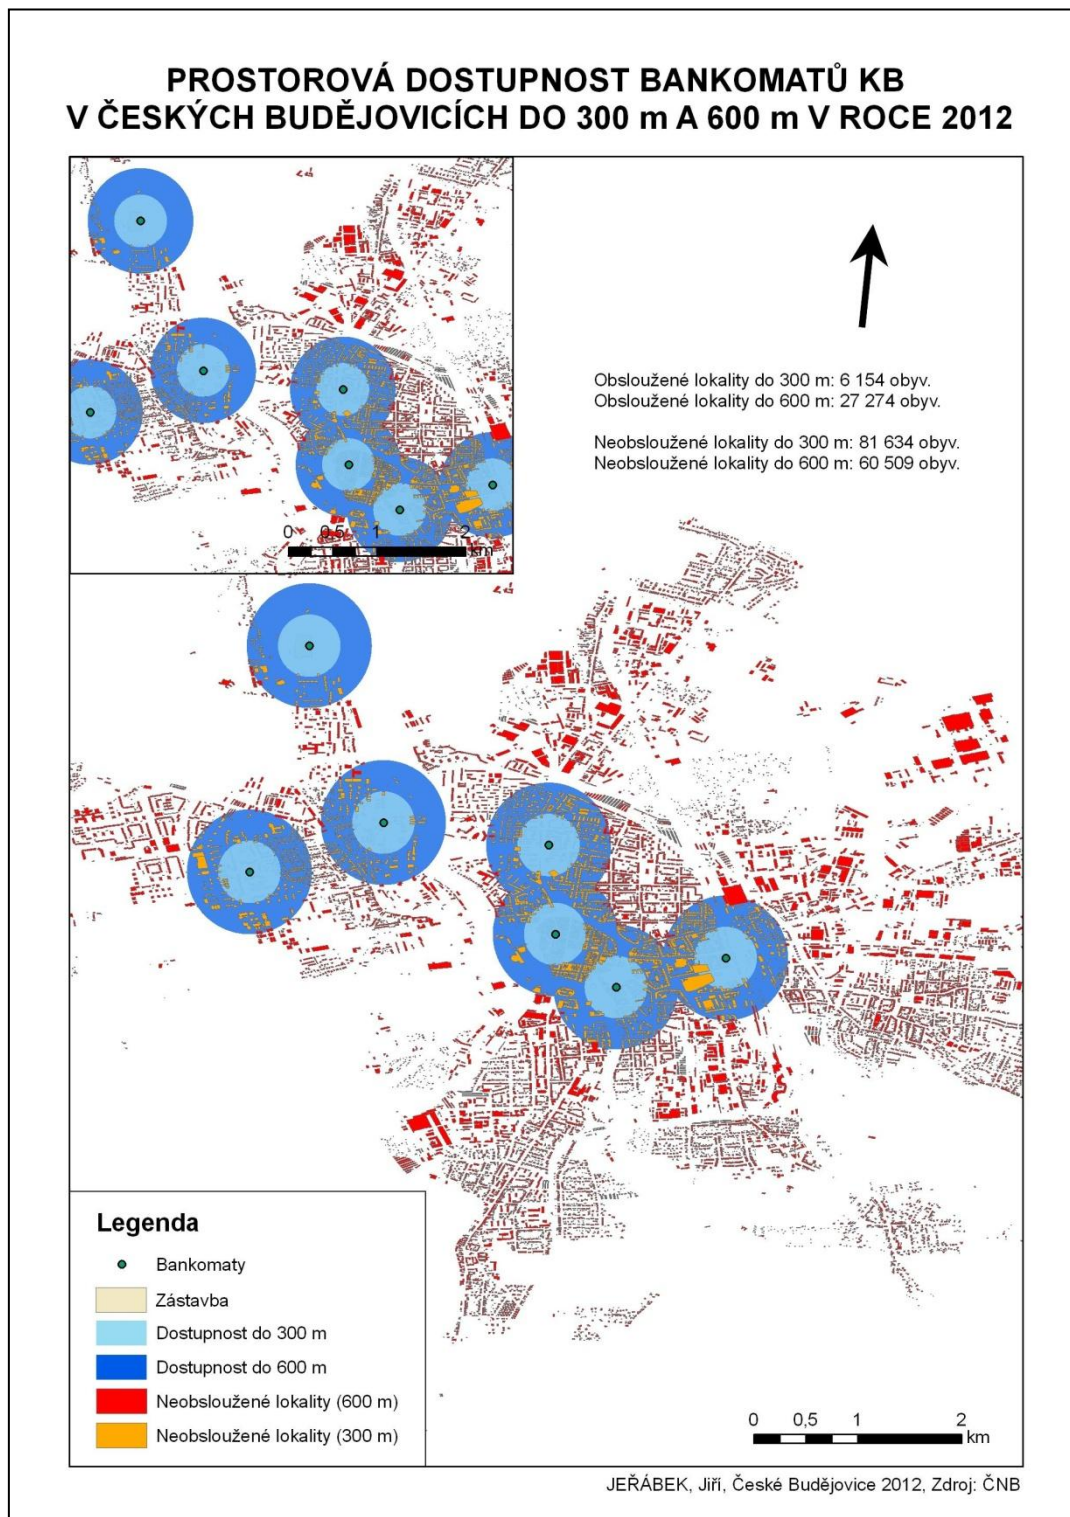 PROSTOROVÁ DOSTUPNOST BANKOMATŮ KB
V ČESKÝCH BUDĚJOVICÍCH DO 300 m A 600 m V ROCE 2012
Obsloužené lokality do 300 m: 6 154 obyv.
Obsloužené lokality do 600 m: 27 274 obyv.
Neobsloužené lokality do 300 m: 81 634 obyv.
Neobsloužené lokality do 600 m: 60 509 obyv.
0 0,5 1 2
km
Legenda
Bankomaty
Zástavba
Dostupnost do 300 m
Dostupnost do 600 m
Neobsloužené lokality (600 m)
Neobsloužené lokality (300 m)
0 0,5 1 2
km
JEŘÁBEK, Jiří, České Budějovice 2012, Zdroj: ČNB